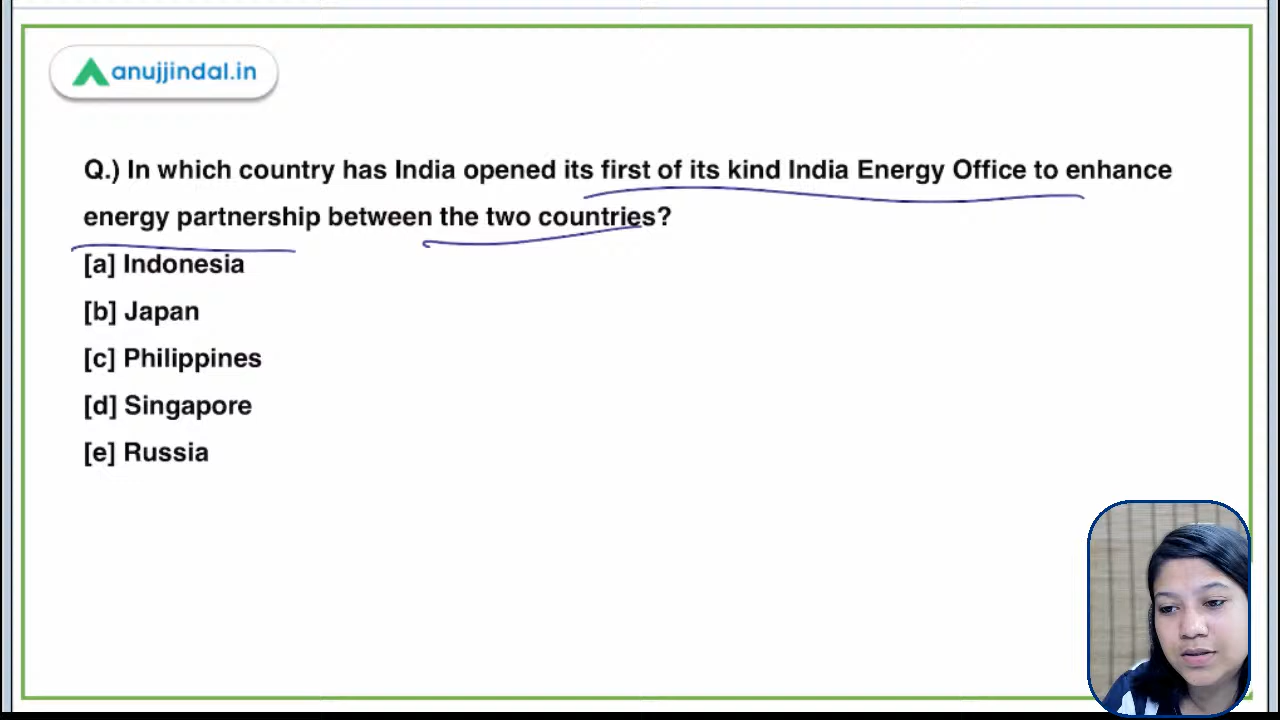 anujjindal.in
Q.) In which country has India opened its first of its kind India Energy Office to enhance
energy partnership between the two countries?
[a] Indonesia
[b] Japan
[c] Philippines
[d] Singapore
[e] Russia